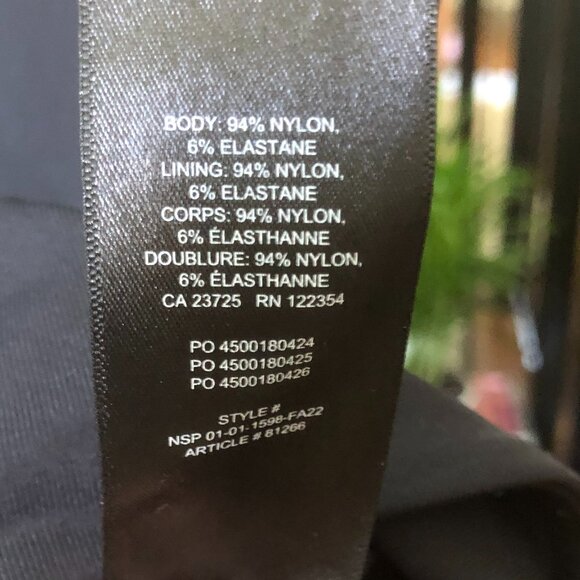 BODY: 94% NYLON,
6% ELASTANE
LINING: 94% NYLON,
6% ELASTANE
CORPS: 94% NYLON,
6% ÉLASTHANNE
DOUBLURE: 94% NYLON,
6% ÉLASTHANNE
CA 23725 RN 122354
PO 4500180424
PO 4500180425
PO 4500180426
STYLE #
NSP 01-01-1598-FA22
ARTICLE # 81266